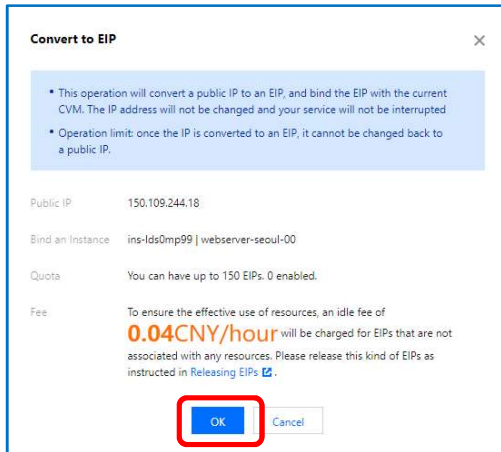 Convert to EIP
• This operation will convert a public IP to an EIP, and bind the EIP with the current
CVM. The IP address will not be changed and your service will not be interrupted
• Operation limit: once the IP is converted to an EIP, it cannot be changed back to
a public IP.
Public IP 150.109.244.18
Bind an Instance ins-lds0mp99 | webserver-seoul-00
Quota You can have up to 150 EIPs. 0 enabled.
Fee To ensure the effective use of resources, an idle fee of
0.04CNY/hour will be charged for EIPs that are not
associated with any resources. Please release this kind of EIPs as
instructed in Releasing EIPs .
OK Cancel